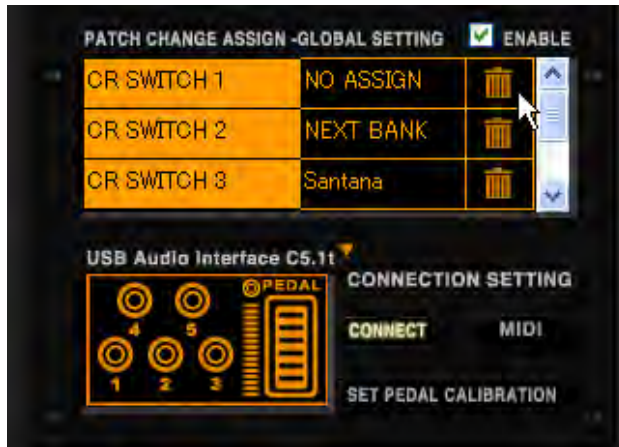 PATCH CHANGE ASSIGN -GLOBAL SETTING ENABLE
CR SWITCH 1 NO ASSIGN
CR SWITCH 2 NEXT BANK
CR SWITCH 3 Santana
USB Audio Interface C5.1t
CONNECTION SETTING
PEDAL
4 5
1 2 3
CONNECT MIDI
SET PEDAL CALIBRATION